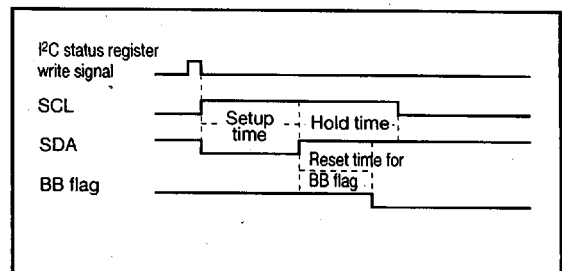 I²C status register
write signal
SCL
Setup
time
Hold time
SDA
Reset time for
BB flag
BB flag